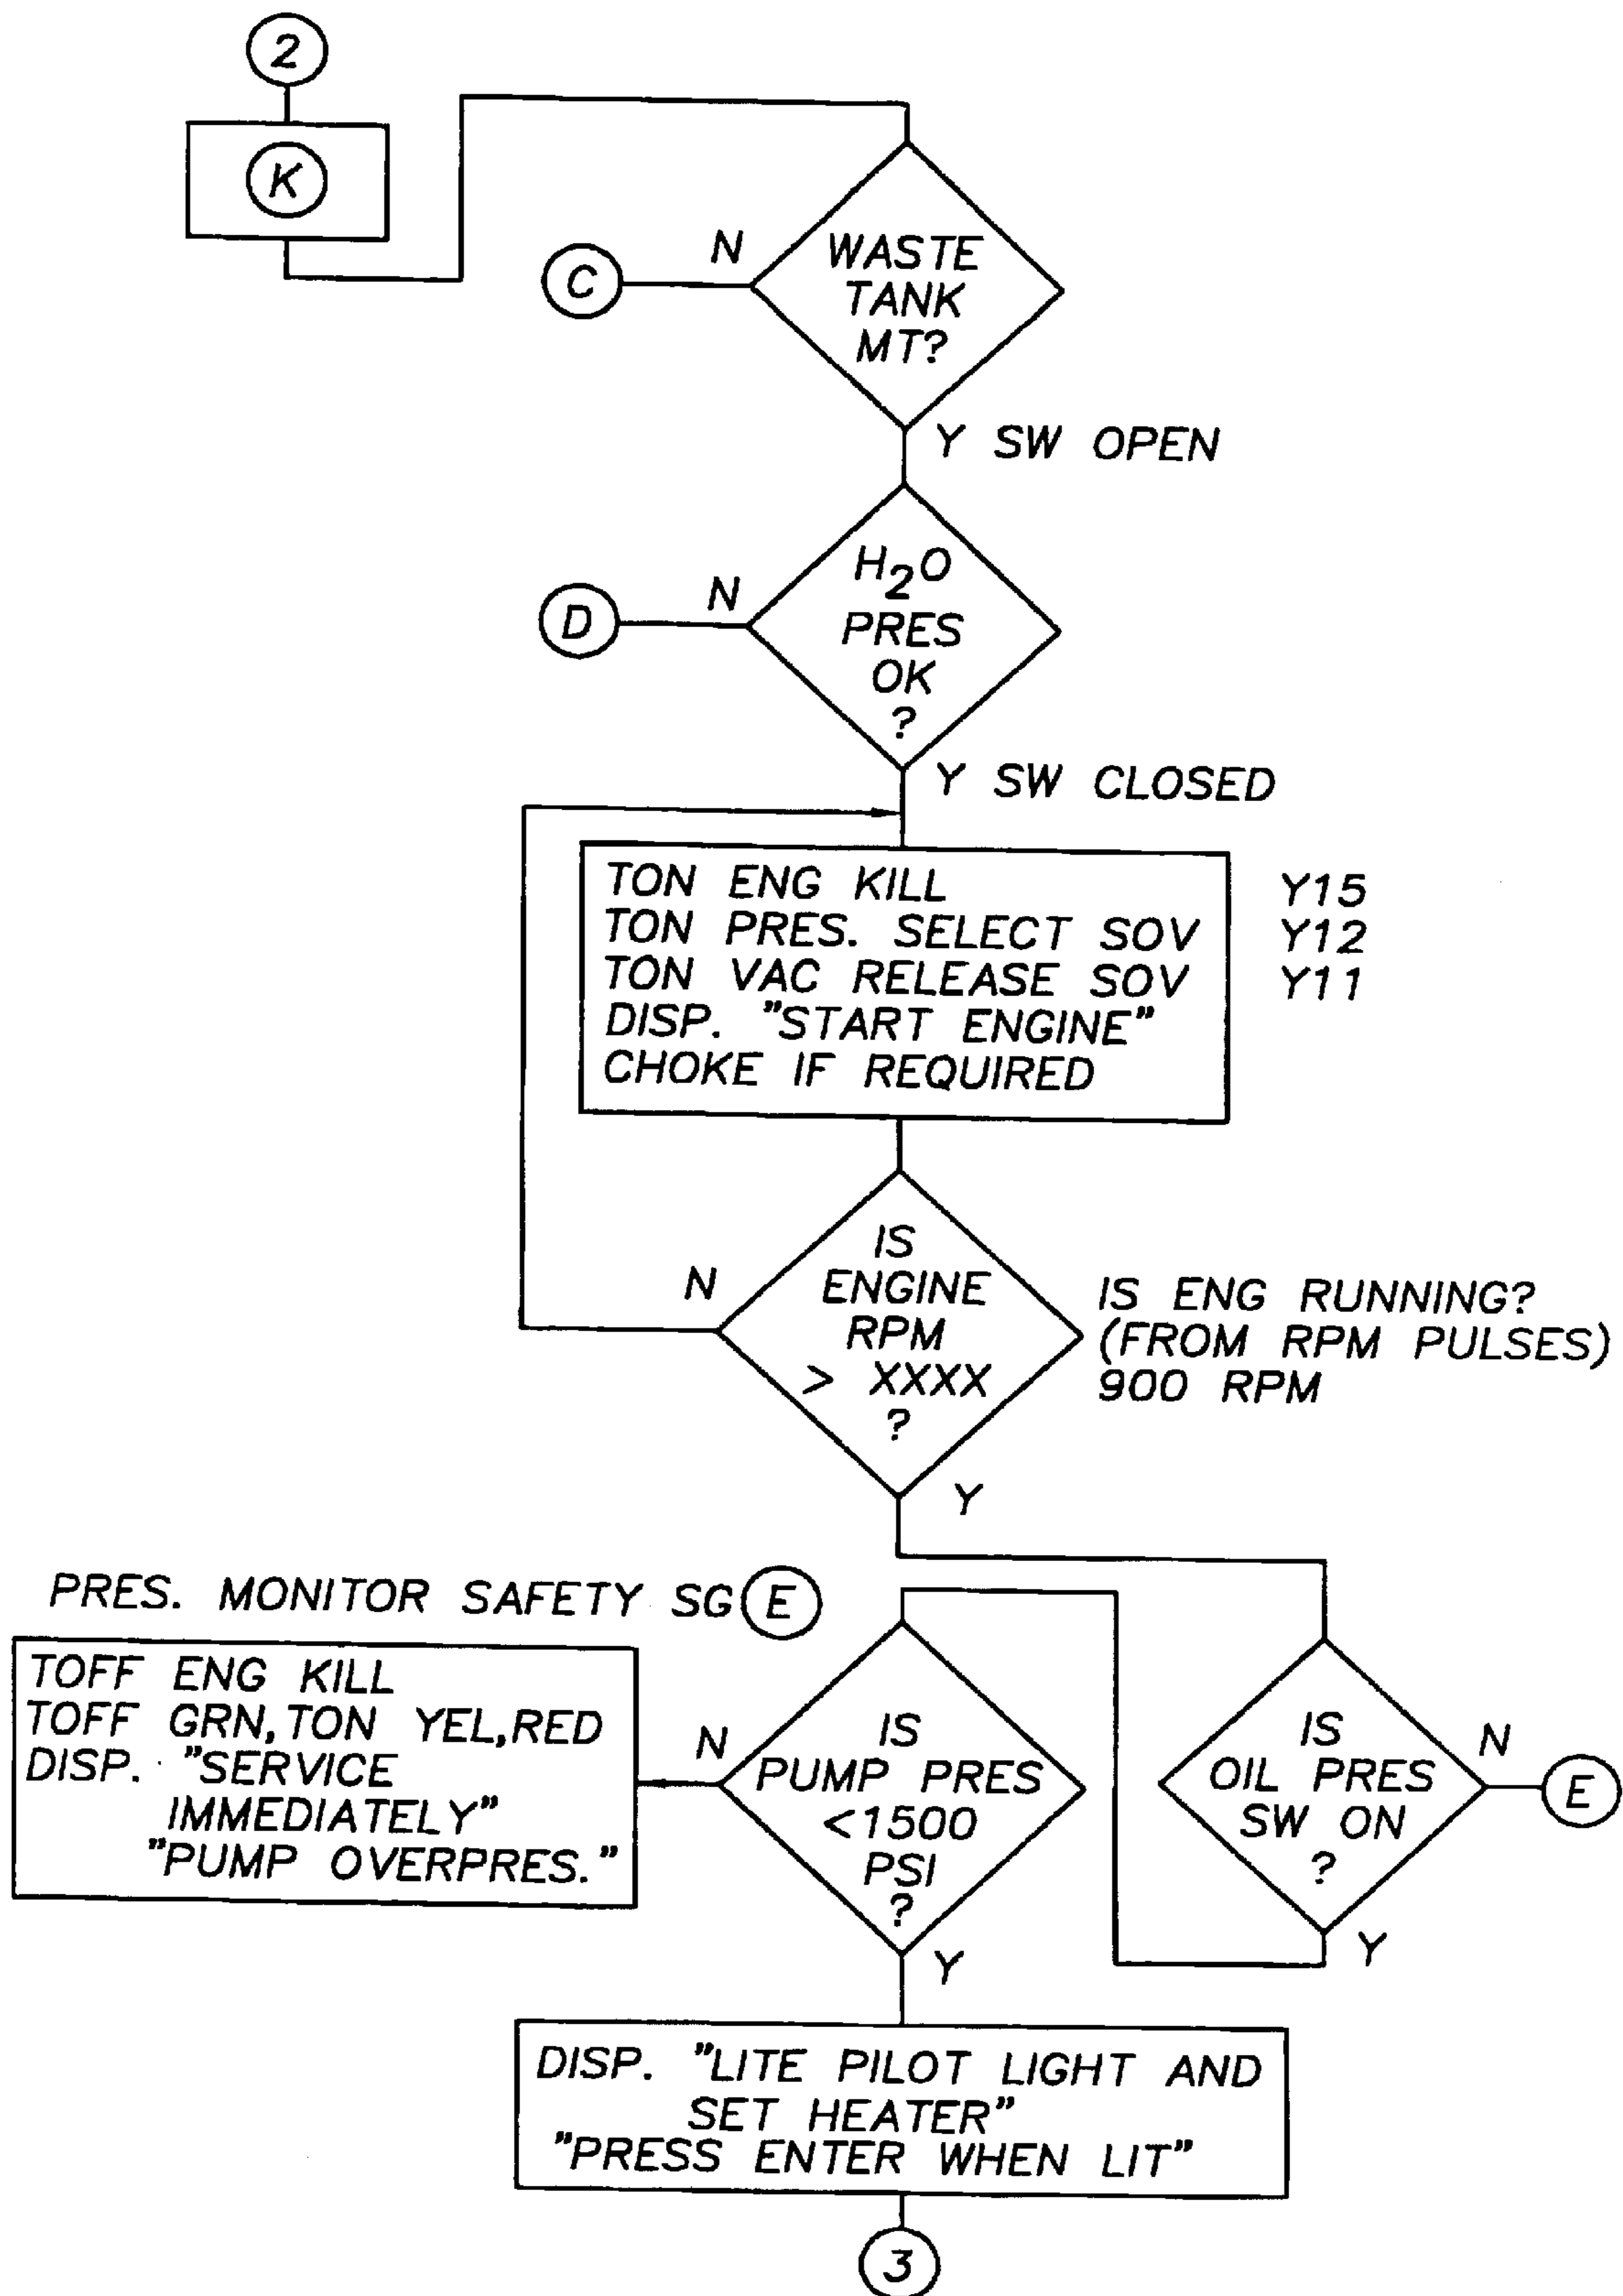 2
K
N
C
WASTE
TANK
MT?
Y SW OPEN
N
D
H2O
PRES
OK
?
Y SW CLOSED
TON ENG KILL Y15
TON PRES. SELECT SOV Y12
TON VAC RELEASE SOV Y11
DISP. "START ENGINE"
CHOKE IF REQUIRED
N
IS
ENGINE
RPM
> XXXX
?
IS ENG RUNNING?
(FROM RPM PULSES)
900 RPM
Y
PRES. MONITOR SAFETY SG E
TOFF ENG KILL
TOFF GRN,TON YEL,RED
DISP. "SERVICE
IMMEDIATELY"
"PUMP OVERPRES."
N
IS
PUMP PRES
<1500
PSI
?
Y
IS
OIL PRES
SW ON
?
N
E
Y
DISP. "LITE PILOT LIGHT AND
SET HEATER"
"PRESS ENTER WHEN LIT"
3